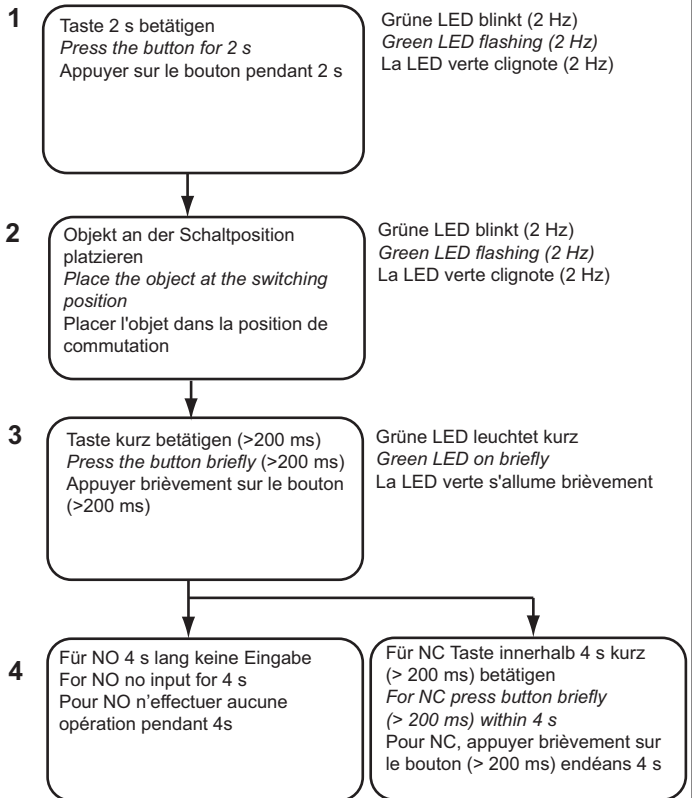 1
Taste 2 s betätigen
Press the button for 2 s
Appuyer sur le bouton pendant 2 s
Grüne LED blinkt (2 Hz)
Green LED flashing (2 Hz)
La LED verte clignote (2 Hz)
2
Objekt an der Schaltposition
platzieren
Place the object at the switching
position
Placer l'objet dans la position de
commutation
Grüne LED blinkt (2 Hz)
Green LED flashing (2 Hz)
La LED verte clignote (2 Hz)
3
Taste kurz betätigen (>200 ms)
Press the button briefly (>200 ms)
Appuyer brièvement sur le bouton
(>200 ms)
Grüne LED leuchtet kurz
Green LED on briefly
La LED verte s'allume brièvement
4
Für NO 4 s lang keine Eingabe
For NO no input for 4 s
Pour NO n’effectuer aucune
opération pendant 4s
Für NC Taste innerhalb 4 s kurz
(> 200 ms) betätigen
For NC press button briefly
(> 200 ms) within 4 s
Pour NC, appuyer brièvement sur
le bouton (> 200 ms) endéans 4 s